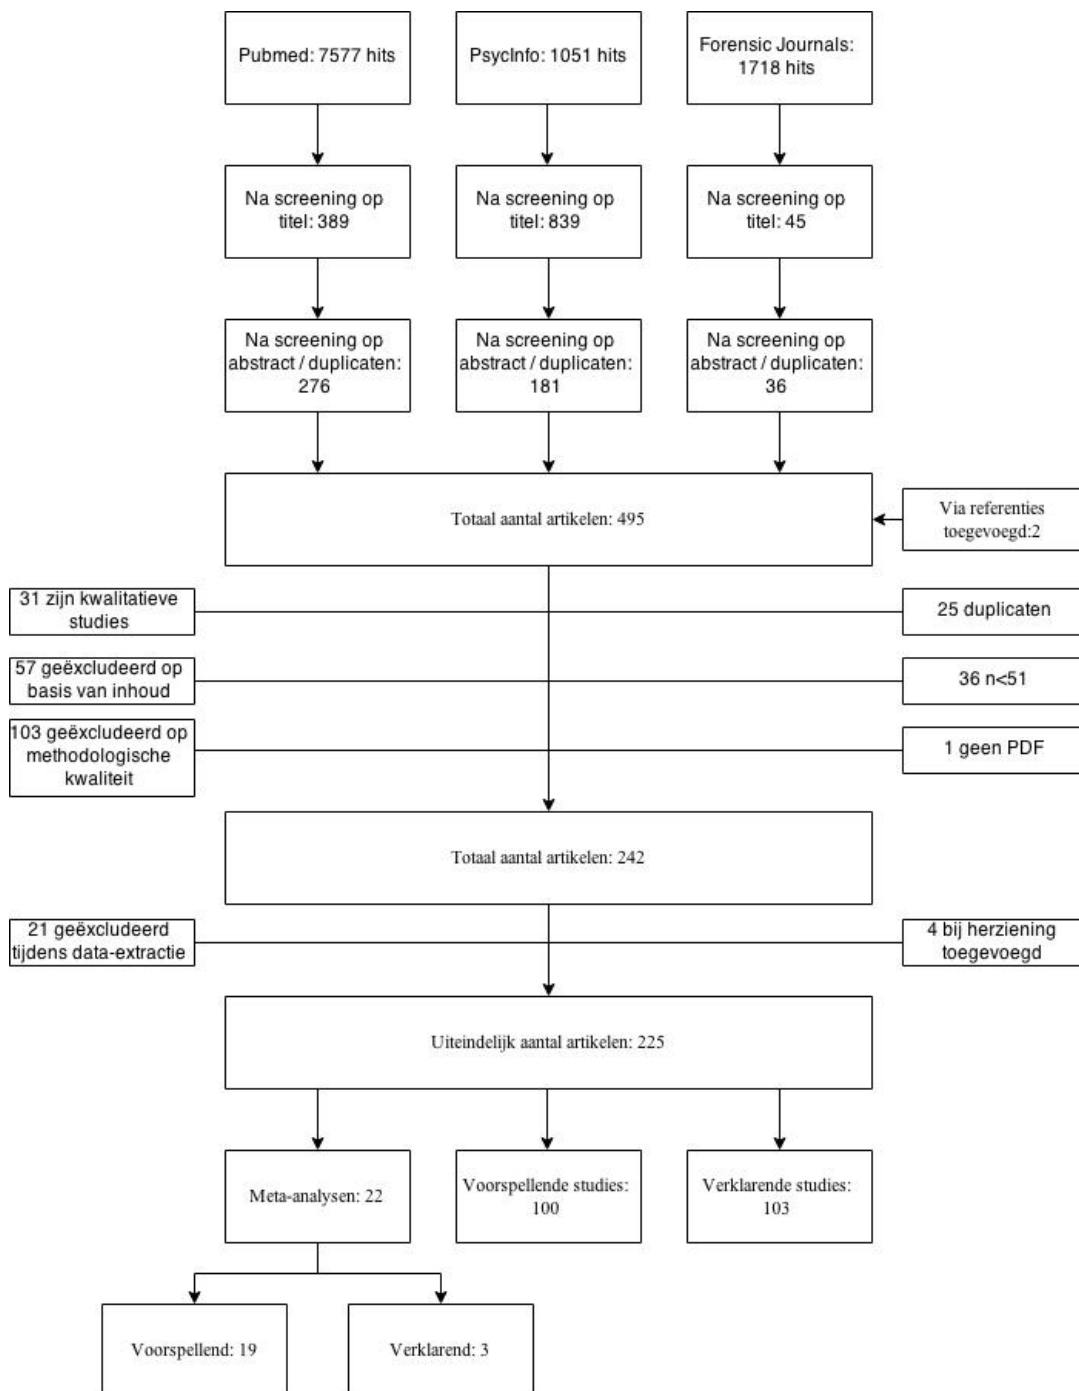 Pubmed: 7577 hits
PsycInfo: 1051 hits
Forensic Journals:
1718 hits
Na screening op
titel: 389
Na screening op
titel: 839
Na screening op
titel: 45
Na screening op
abstract / duplicaten:
276
Na screening op
abstract / duplicaten:
181
Na screening op
abstract / duplicaten:
36
Totaal aantal artikelen: 495
Via referenties
toegevoegd:2
31 zijn kwalitatieve
studies
25 duplicaten
57 geëxcludeerd op
basis van inhoud
36 n<51
103 geëxcludeerd op
methodologische
kwaliteit
1 geen PDF
Totaal aantal artikelen: 242
21 geëxcludeerd
tijdens data-extractie
4 bij herziening
toegevoegd
Uiteindelijk aantal artikelen: 225
Meta-analysen: 22
Voorspellende studies:
100
Verklarende studies:
103
Voorspellend: 19
Verklarend: 3